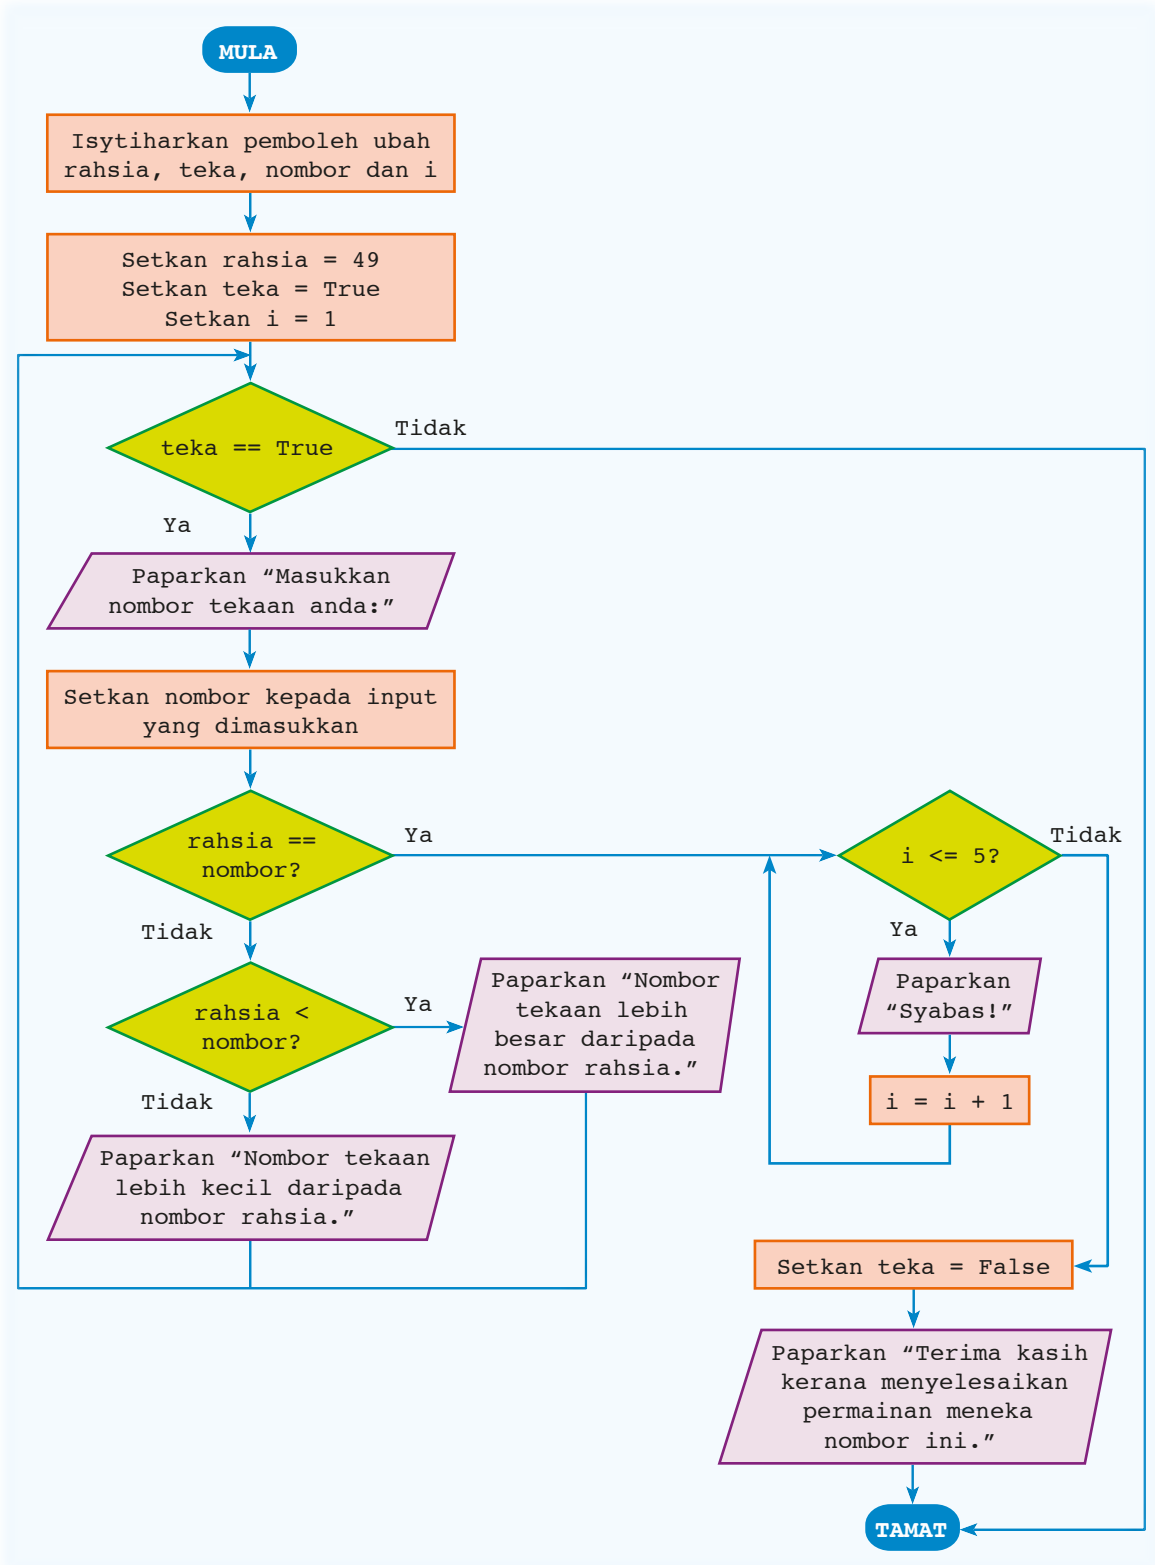 MULA
Isytiharkan pemboleh ubah
rahsia, teka, nombor dan i
Setkan rahsia = 49
Setkan teka = True
Setkan i = 1
teka == True
Tidak
Ya
Paparkan “Masukkan
nombor tekaan anda:”
Setkan nombor kepada input
yang dimasukkan
rahsia ==
nombor?
Ya
Tidak
rahsia <
nombor?
Ya
Tidak
Paparkan “Nombor
tekaan lebih
besar daripada
nombor rahsia.”
Paparkan “Nombor tekaan
lebih kecil daripada
nombor rahsia.”
i <= 5?
Tidak
Ya
Paparkan
“Syabas!”
i = i + 1
Setkan teka = False
Paparkan “Terima kasih
kerana menyelesaikan
permainan meneka
nombor ini.”
TAMAT